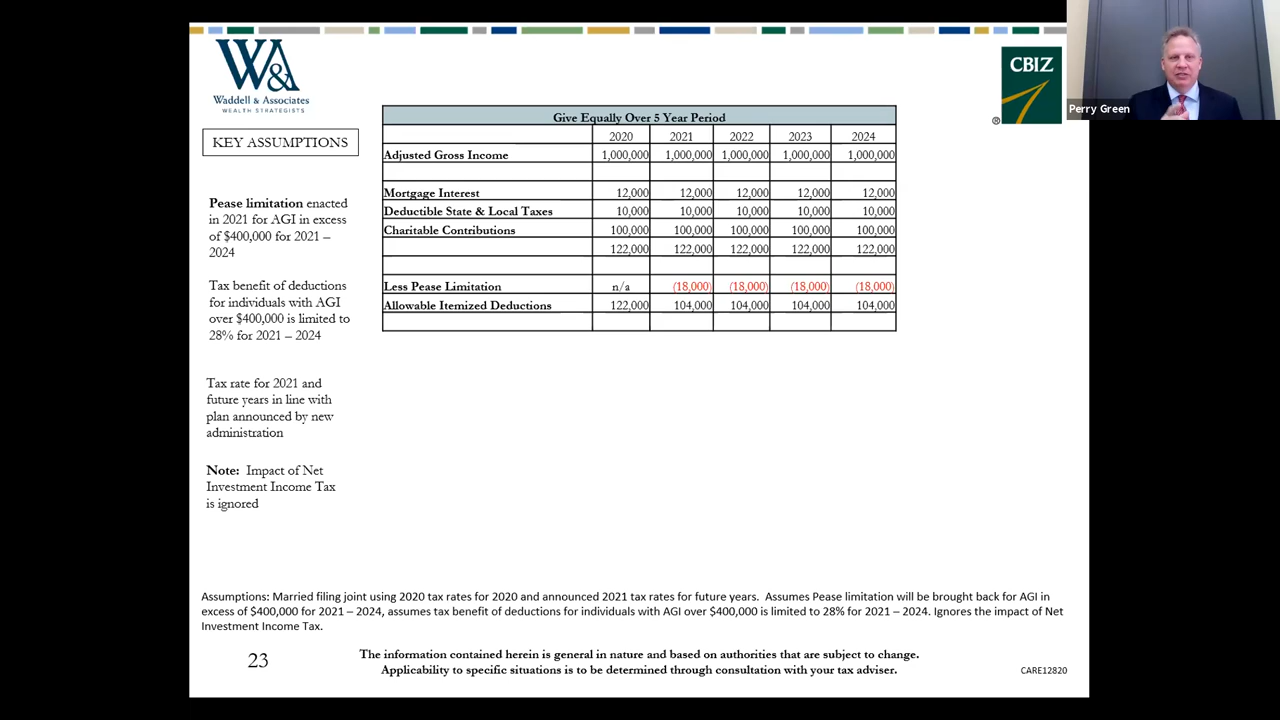 W&A
Waddell & Associates
WEALTH STRATEGISTS
CBIZ
®
Perry Green
KEY ASSUMPTIONS
Pease limitation enacted
in 2021 for AGI in excess
of $400,000 for 2021 –
2024
Tax benefit of deductions
for individuals with AGI
over $400,000 is limited to
28% for 2021 – 2024
Tax rate for 2021 and
future years in line with
plan announced by new
administration
Note: Impact of Net
Investment Income Tax
is ignored
Give Equally Over 5 Year Period
2020 2021 2022 2023 2024
Adjusted Gross Income 1,000,000 1,000,000 1,000,000 1,000,000 1,000,000
Mortgage Interest 12,000 12,000 12,000 12,000 12,000
Deductible State & Local Taxes 10,000 10,000 10,000 10,000 10,000
Charitable Contributions 100,000 100,000 100,000 100,000 100,000
122,000 122,000 122,000 122,000 122,000
Less Pease Limitation n/a (18,000) (18,000) (18,000) (18,000)
Allowable Itemized Deductions 122,000 104,000 104,000 104,000 104,000
Assumptions: Married filing joint using 2020 tax rates for 2020 and announced 2021 tax rates for future years. Assumes Pease limitation will be brought back for AGI in
excess of $400,000 for 2021 – 2024, assumes tax benefit of deductions for individuals with AGI over $400,000 is limited to 28% for 2021 – 2024. Ignores the impact of Net
Investment Income Tax.
23
The information contained herein is general in nature and based on authorities that are subject to change.
Applicability to specific situations is to be determined through consultation with your tax adviser.
CARE12820